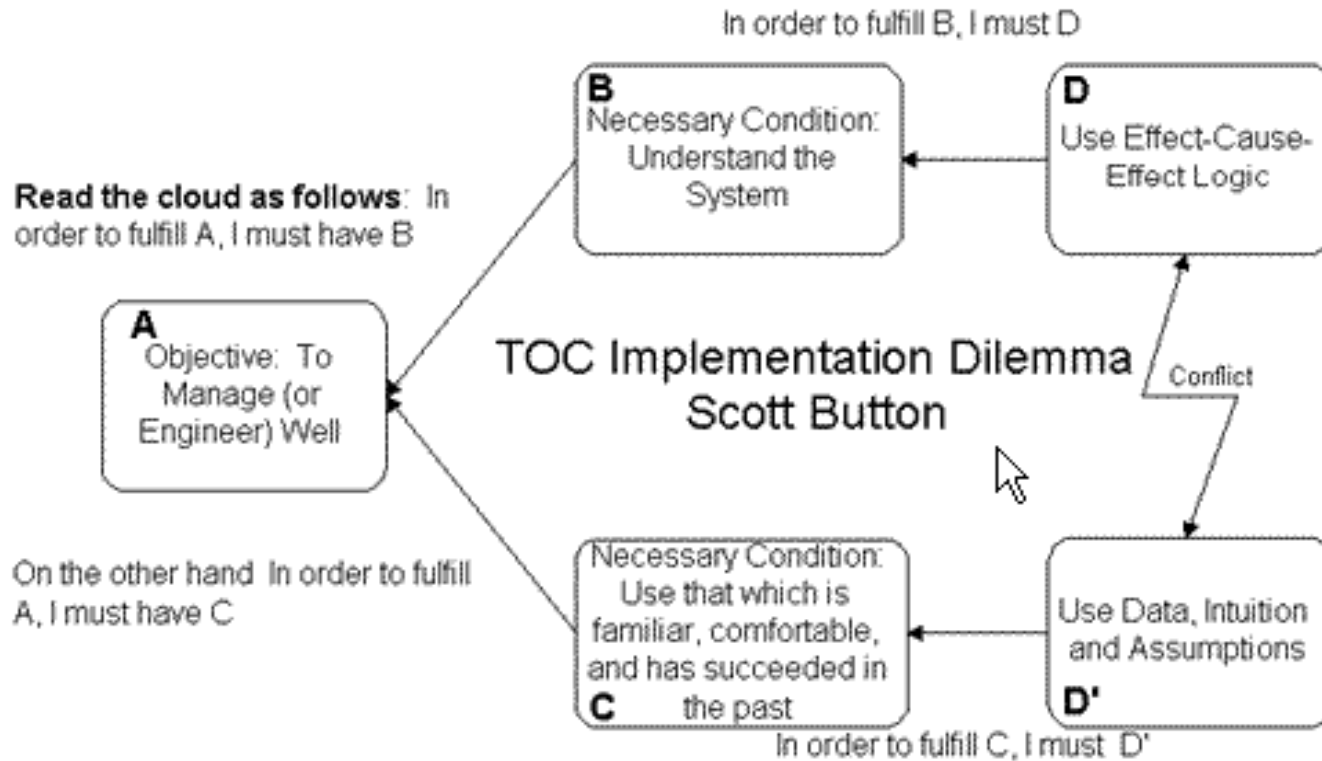 In order to fulfill B, I must D
B
Necessary Condition:
Understand the
System
D
Use Effect-Cause-
Effect Logic
Read the cloud as follows:  In
order to fulfill A, I must have B
A
Objective:  To
Manage (or
Engineer) Well
TOC Implementation Dilemma
Scott Button
Conflict
On the other hand  In order to fulfill
A, I must have C
Necessary Condition:
Use that which is
familiar, comfortable,
and has succeeded in
the past
C
Use Data, Intuition
and Assumptions
D'
In order to fulfill C, I must  D'